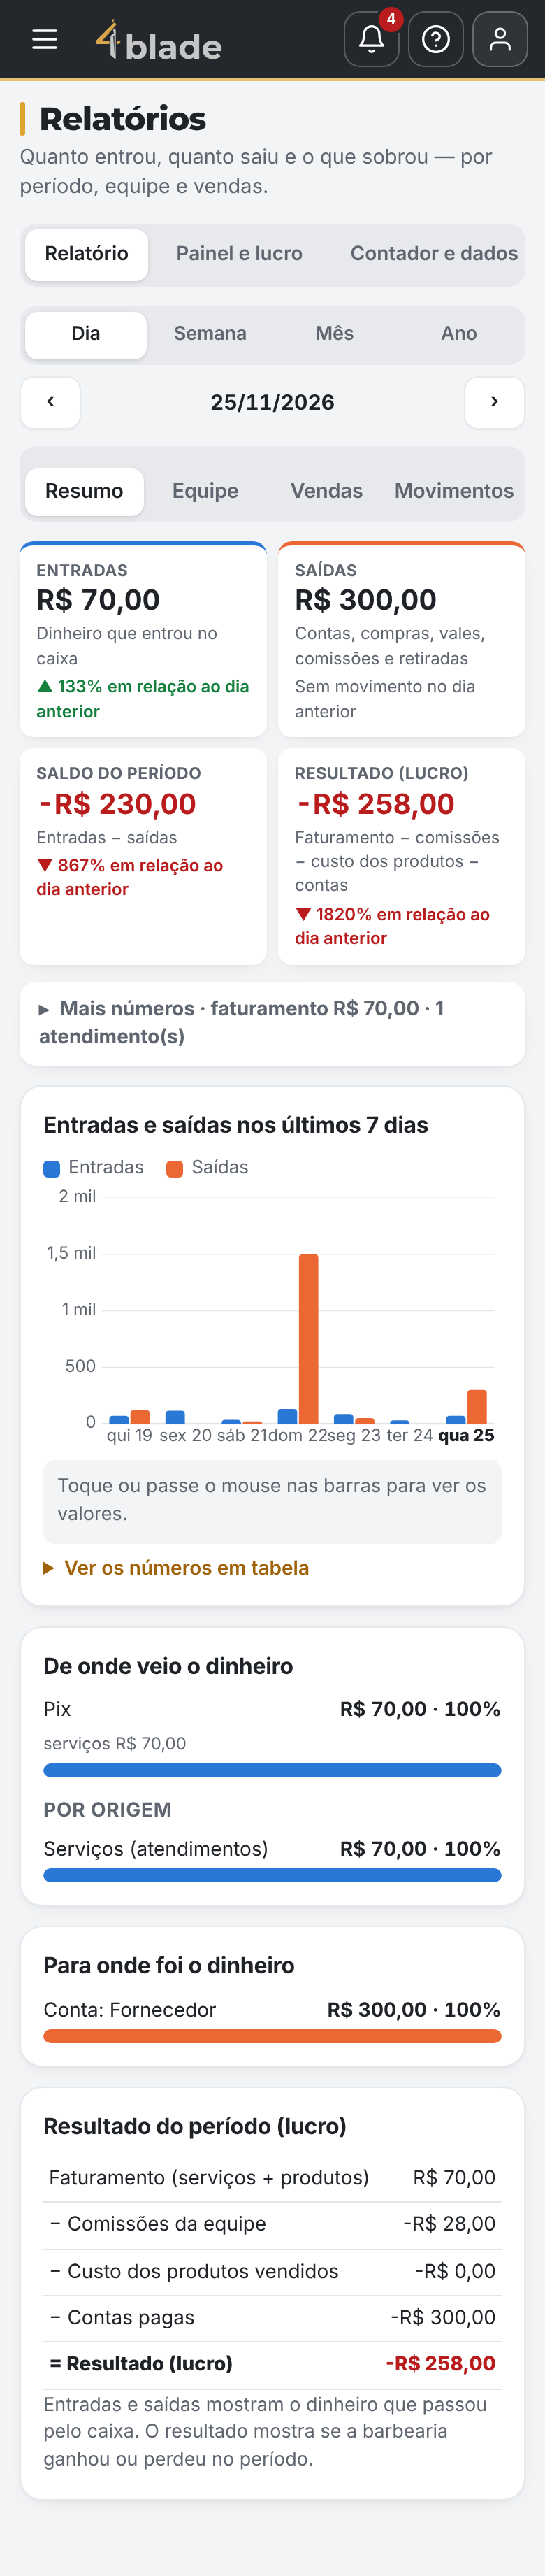 4blade
4
Relatórios
Quanto entrou, quanto saiu e o que sobrou — por
período, equipe e vendas.
Relatório Painel e lucro Contador e dados
Dia Semana Mês Ano
‹ 25/11/2026 ›
Resumo Equipe Vendas Movimentos
ENTRADAS
R$ 70,00
Dinheiro que entrou no
caixa
▲ 133% em relação ao dia
anterior
SAÍDAS
R$ 300,00
Contas, compras, vales,
comissões e retiradas
Sem movimento no dia
anterior
SALDO DO PERÍODO
-R$ 230,00
Entradas − saídas
▼ 867% em relação ao
dia anterior
RESULTADO (LUCRO)
-R$ 258,00
Faturamento − comissões
− custo dos produtos −
contas
▼ 1820% em relação ao
dia anterior
▸ Mais números · faturamento R$ 70,00 · 1
atendimento(s)
Entradas e saídas nos últimos 7 dias
Entradas Saídas
2 mil
1,5 mil
1 mil
500
0
qui 19 sex 20 sáb 21 dom 22 seg 23 ter 24 qua 25
Toque ou passe o mouse nas barras para ver os
valores.
▸ Ver os números em tabela
De onde veio o dinheiro
Pix R$ 70,00 · 100%
serviços R$ 70,00
POR ORIGEM
Serviços (atendimentos) R$ 70,00 · 100%
Para onde foi o dinheiro
Conta: Fornecedor R$ 300,00 · 100%
Resultado do período (lucro)
Faturamento (serviços + produtos) R$ 70,00
− Comissões da equipe -R$ 28,00
− Custo dos produtos vendidos -R$ 0,00
− Contas pagas -R$ 300,00
= Resultado (lucro) -R$ 258,00
Entradas e saídas mostram o dinheiro que passou
pelo caixa. O resultado mostra se a barbearia
ganhou ou perdeu no período.